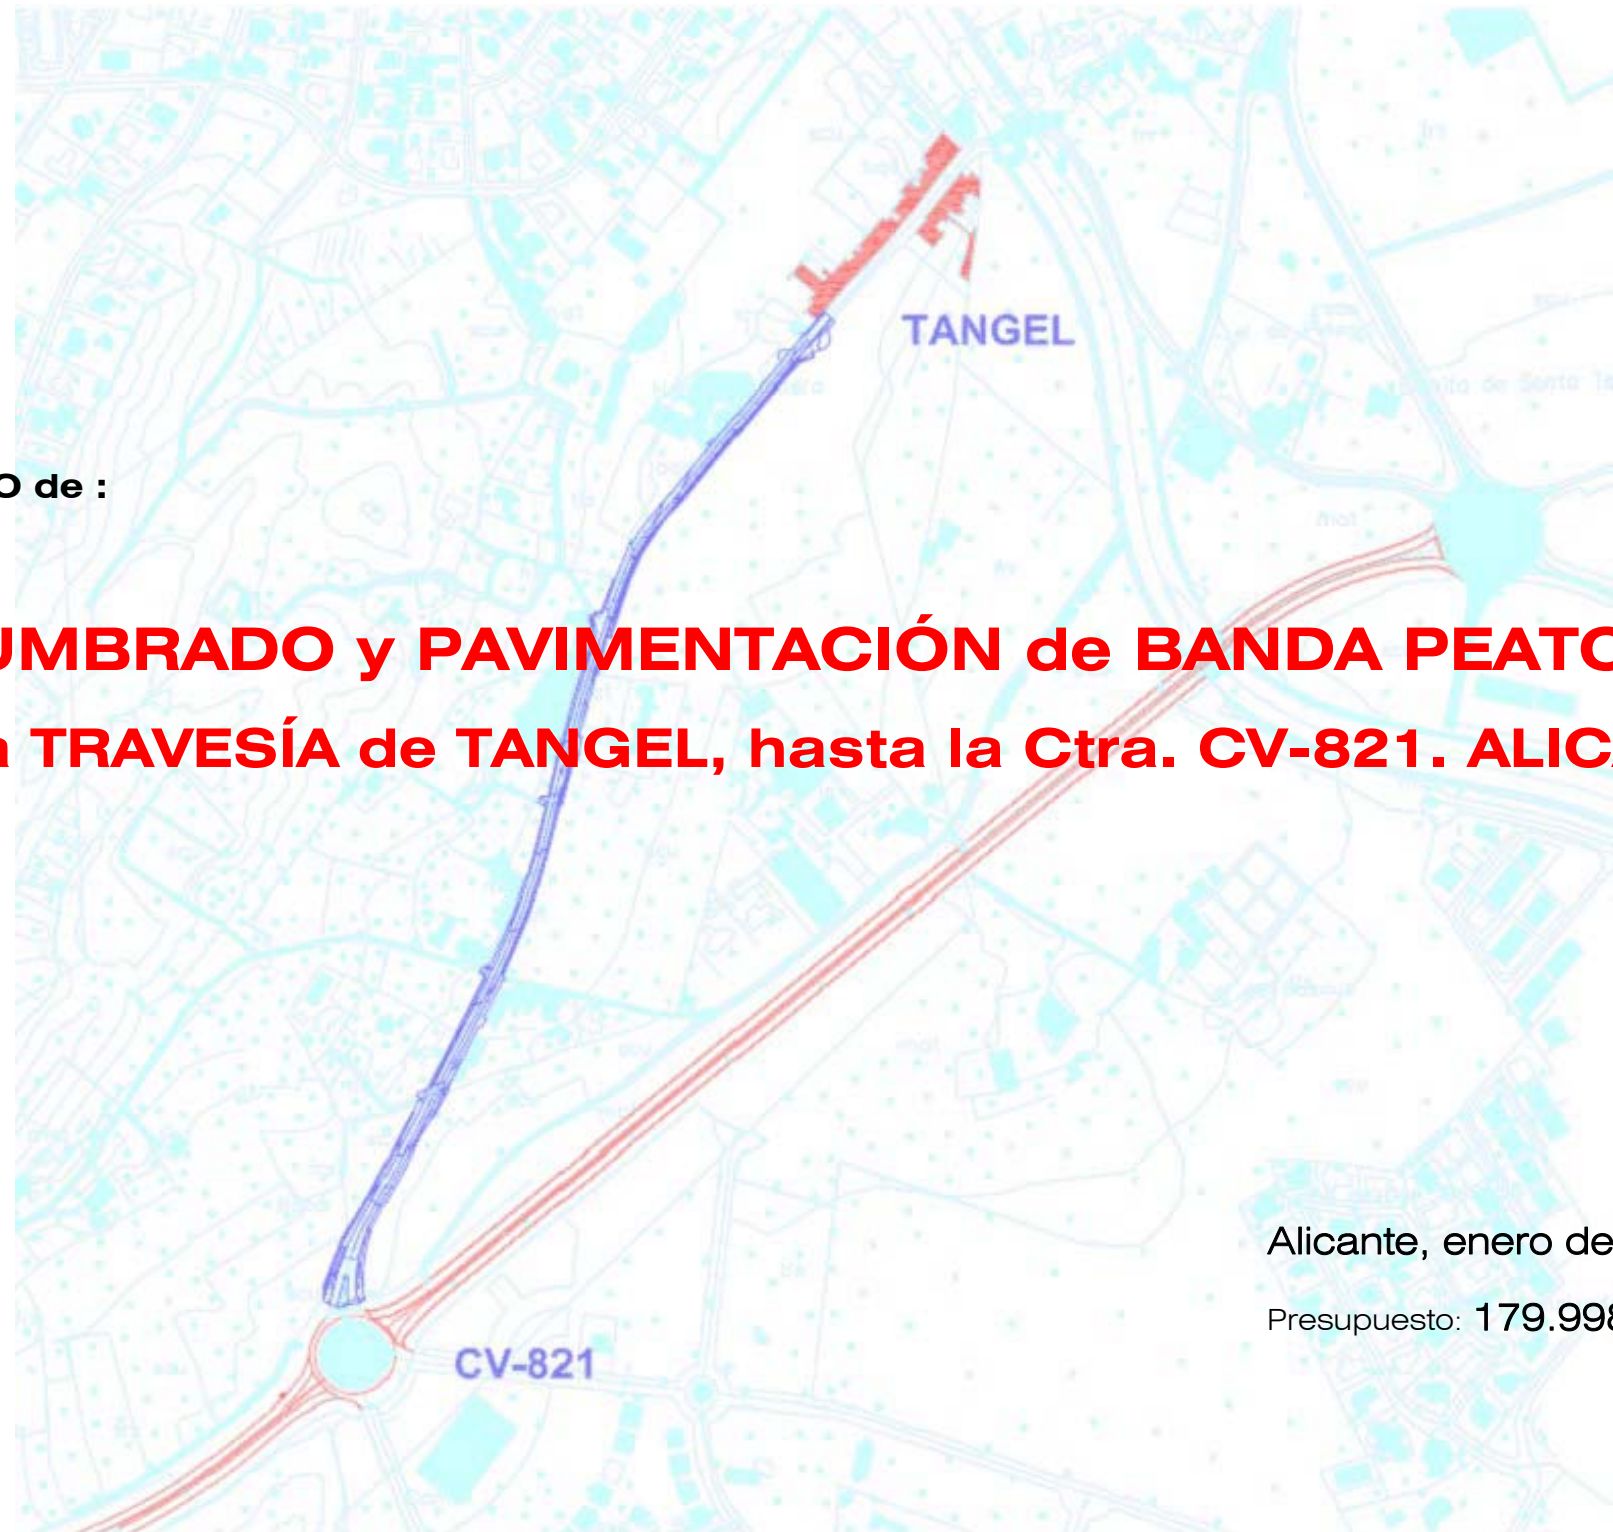 TANGEL
O de :
UMBRADO y PAVIMENTACIÓN de BANDA PEATO
a TRAVESÍA de TANGEL, hasta la Ctra. CV-821. ALICA
Alicante, enero de
Presupuesto: 179.998
CV-821